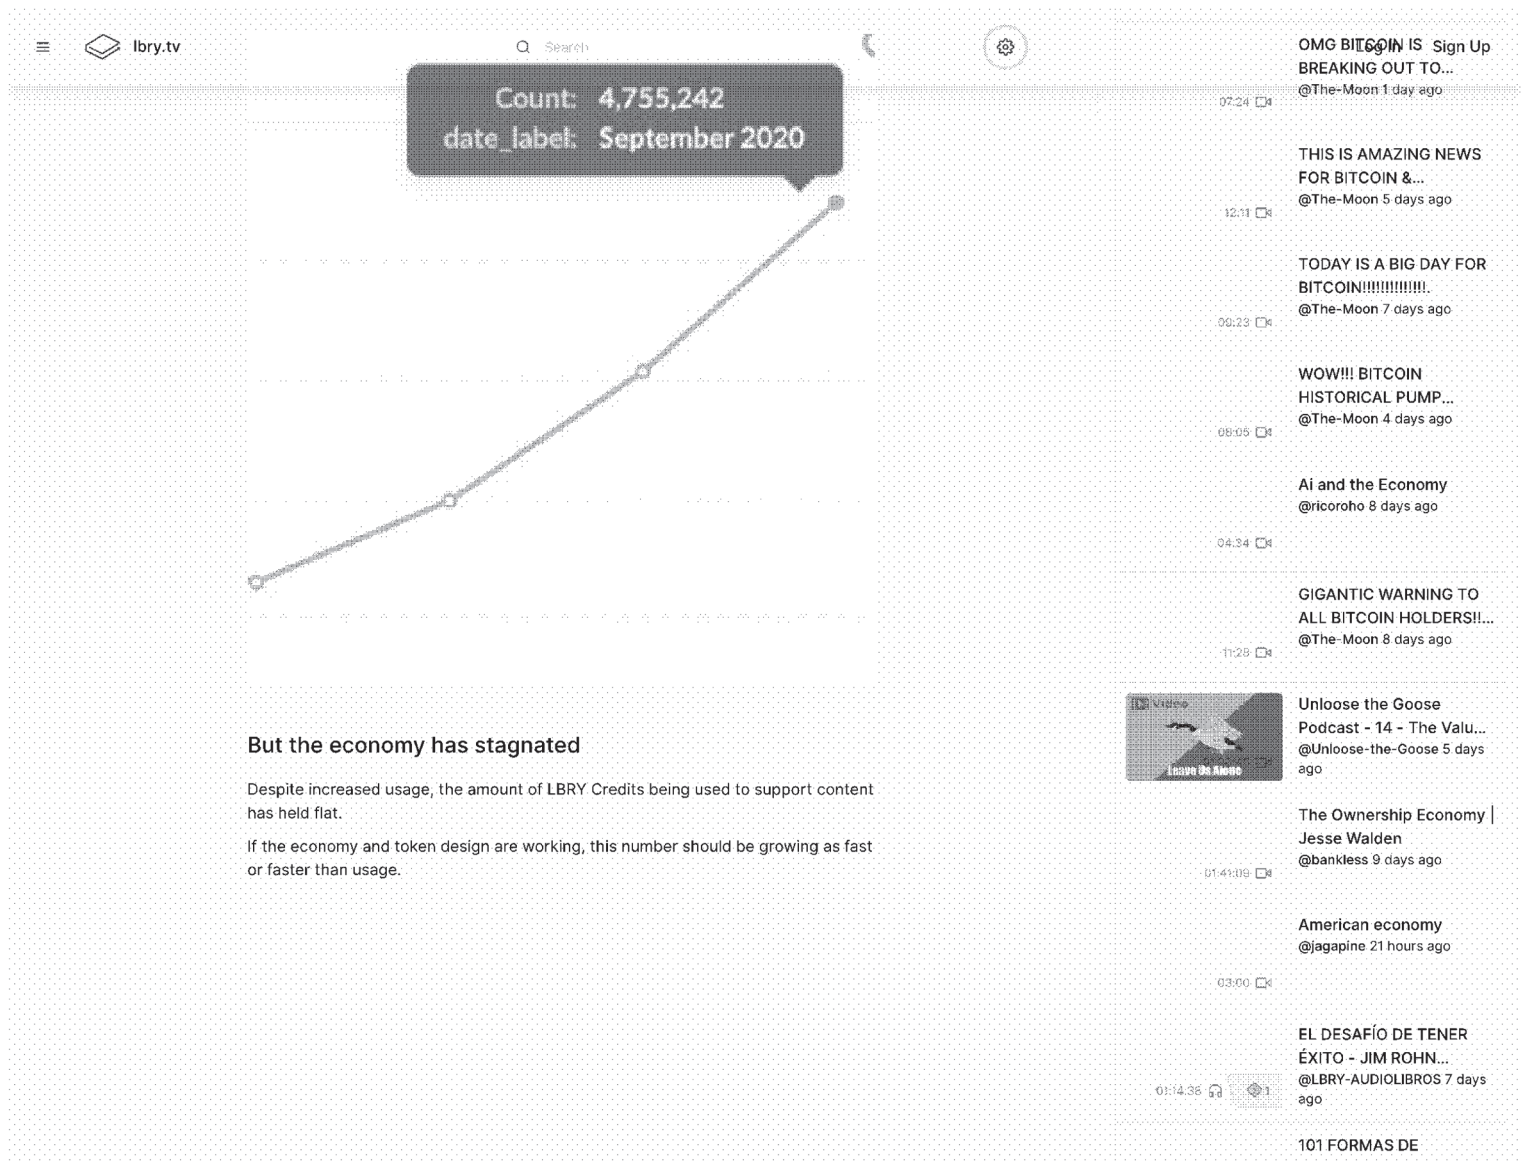 lbry.tv
Search
Log In
Sign Up
Count: 4,755,242
date_label: September 2020
But the economy has stagnated
Despite increased usage, the amount of LBRY Credits being used to support content
has held flat.
If the economy and token design are working, this number should be growing as fast
or faster than usage.
OMG BITCOIN IS
BREAKING OUT TO...
@The-Moon 1 day ago
07:24
THIS IS AMAZING NEWS
FOR BITCOIN &...
@The-Moon 5 days ago
12:11
TODAY IS A BIG DAY FOR
BITCOIN!!!!!!!!!!!!!!.
@The-Moon 7 days ago
09:23
WOW!!! BITCOIN
HISTORICAL PUMP...
@The-Moon 4 days ago
08:05
Ai and the Economy
@ricoroho 8 days ago
04:34
GIGANTIC WARNING TO
ALL BITCOIN HOLDERS!!...
@The-Moon 8 days ago
11:28
Video
Leave Us Alone
Unloose the Goose
Podcast - 14 - The Valu...
@Unloose-the-Goose 5 days
ago
The Ownership Economy |
Jesse Walden
@bankless 9 days ago
01:41:09
American economy
@jagapine 21 hours ago
03:00
EL DESAFÍO DE TENER
ÉXITO - JIM ROHN...
@LBRY-AUDIOLIBROS 7 days
ago
01:14:38
1
101 FORMAS DE